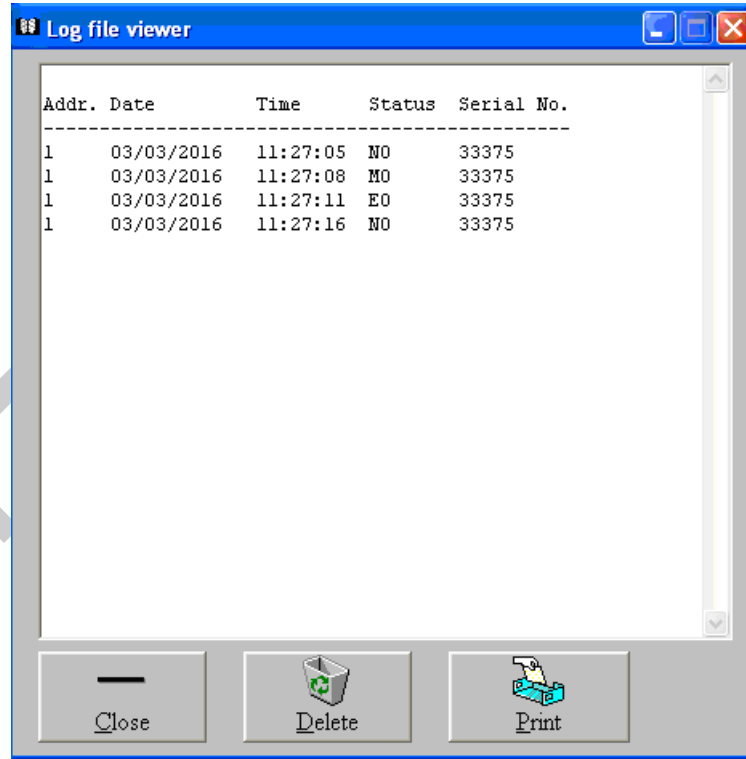 Log file viewer
Addr. Date Time Status Serial No.
-----------------------------------------------
1 03/03/2016 11:27:05 N0 33375
1 03/03/2016 11:27:08 M0 33375
1 03/03/2016 11:27:11 E0 33375
1 03/03/2016 11:27:16 N0 33375
Close Delete Print